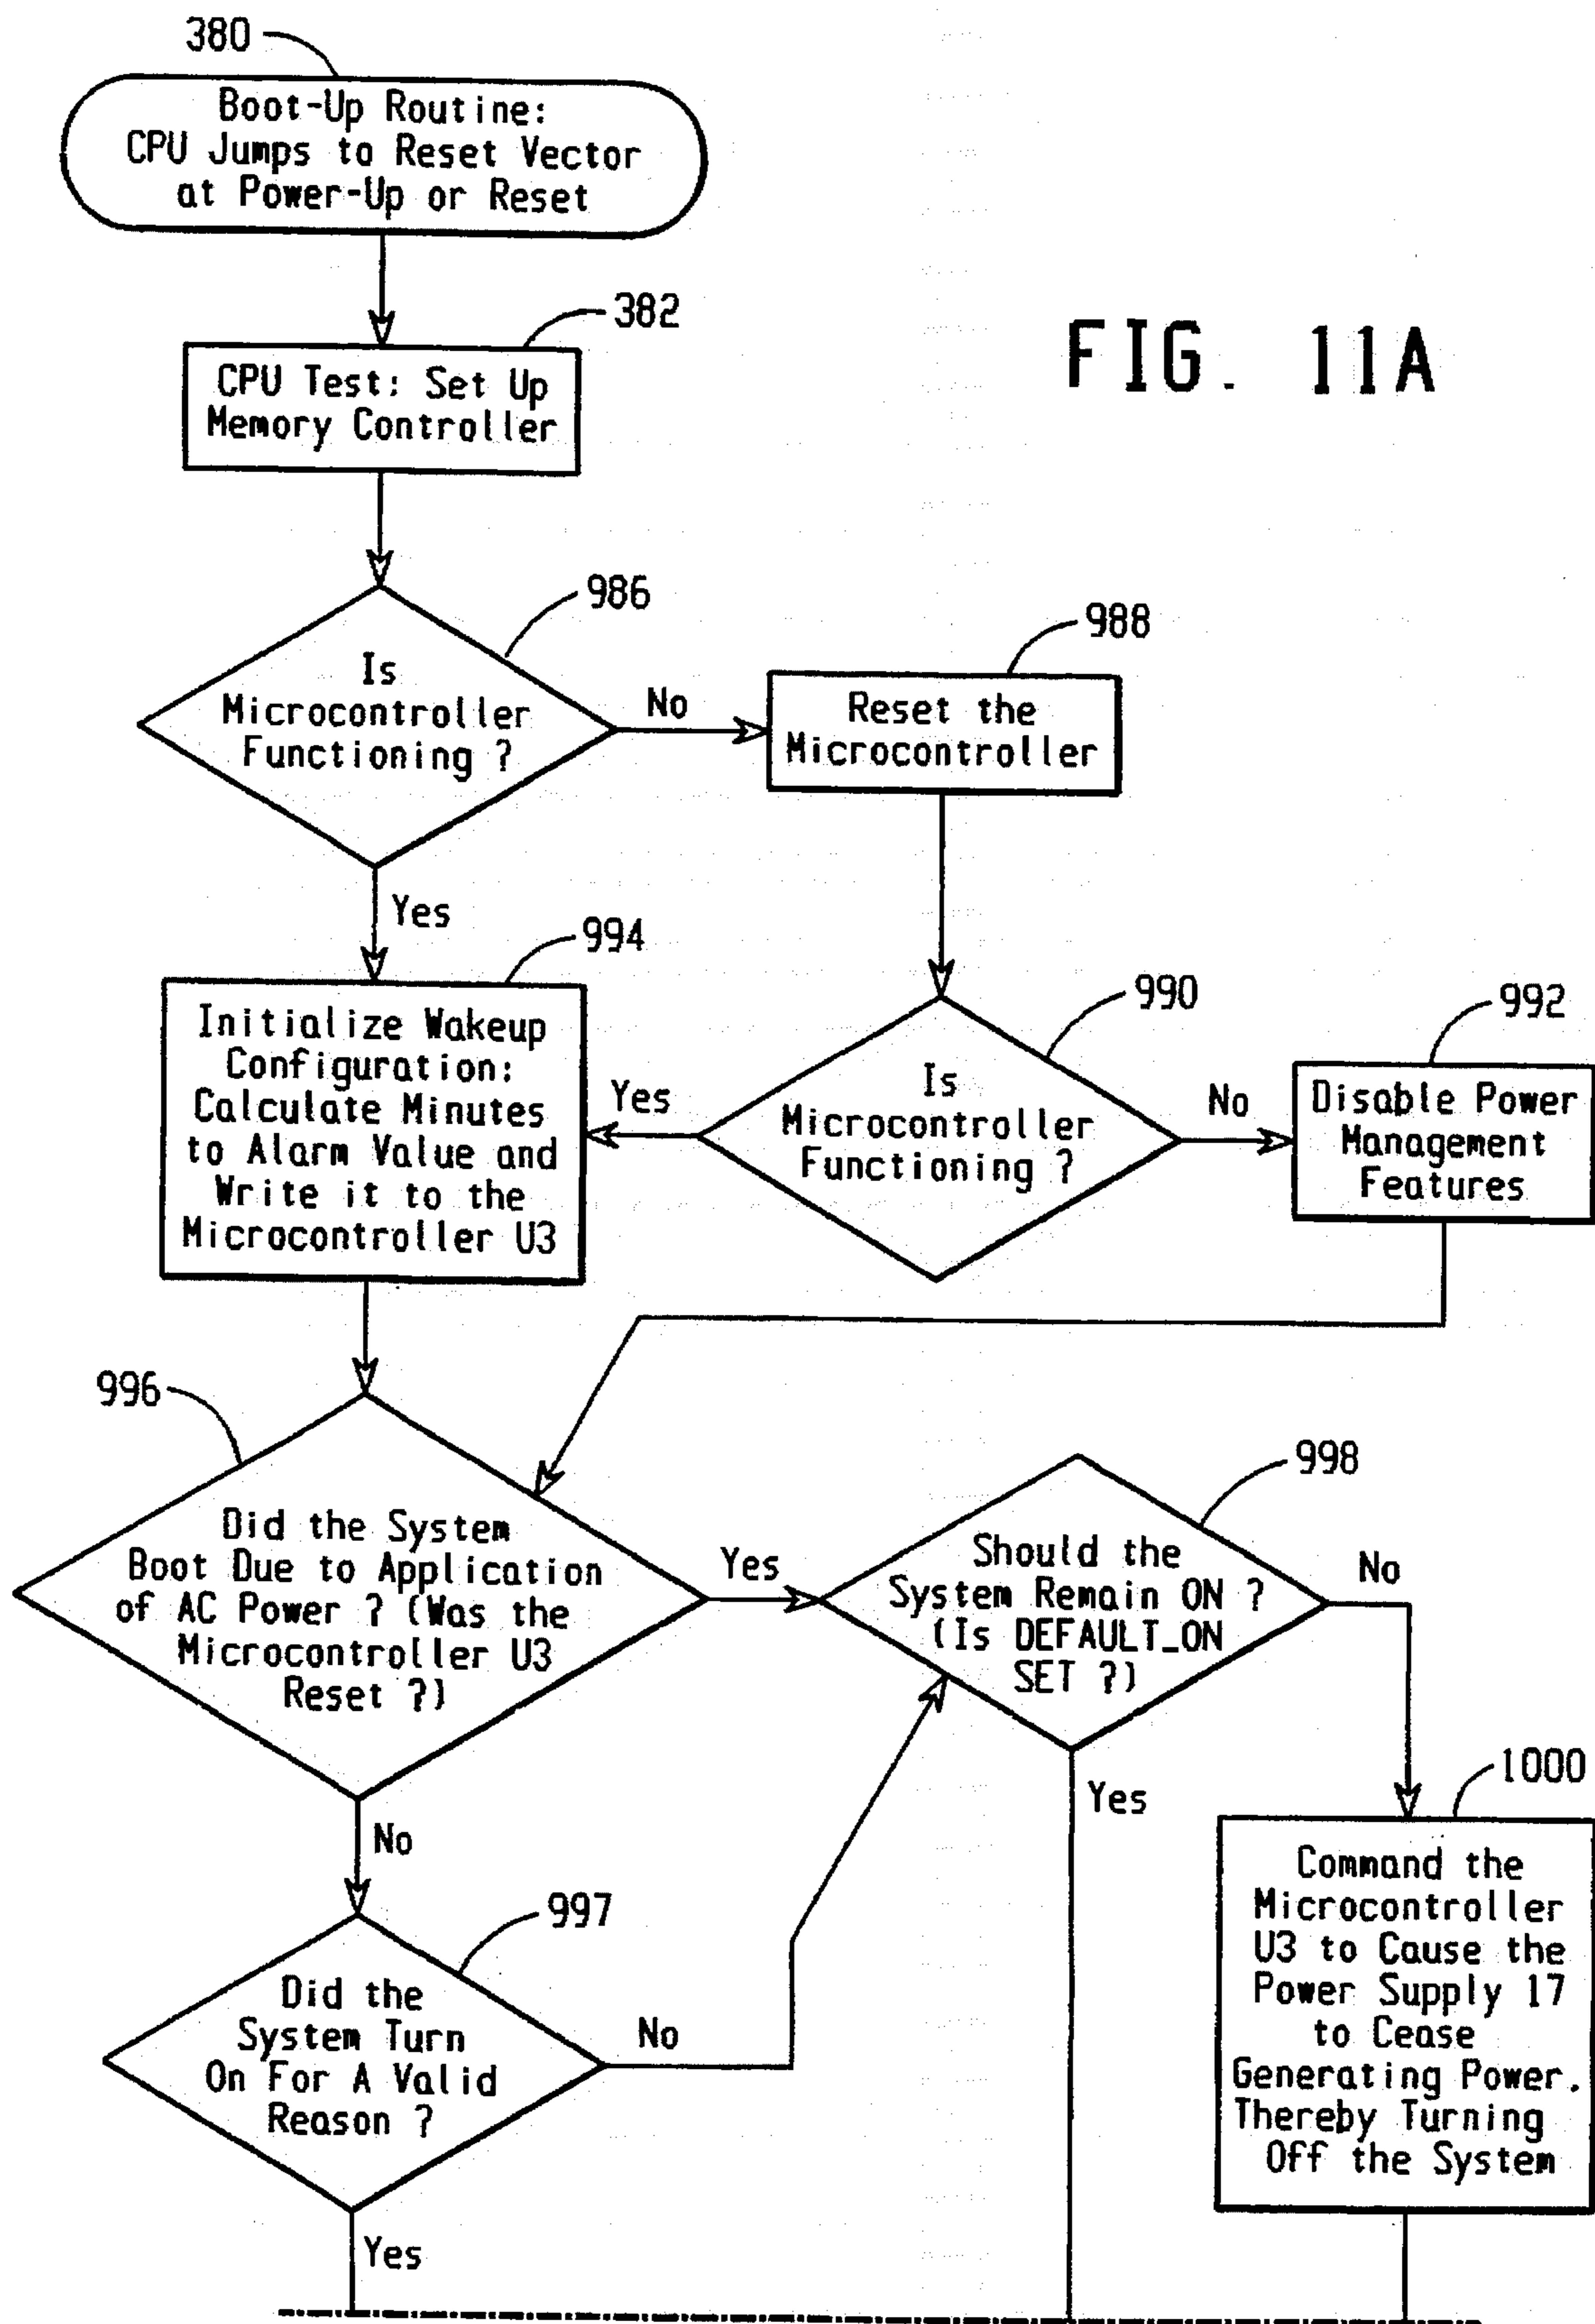 380
Boot-Up Routine:
CPU Jumps to Reset Vector
at Power-Up or Reset
382
CPU Test: Set Up
Memory Controller
FIG. 11A
986
Is
Microcontroller
Functioning ?
No
988
Reset the
Microcontroller
Yes
994
Initialize Wakeup
Configuration:
Calculate Minutes
to Alarm Value and
Write it to the
Microcontroller U3
990
Is
Microcontroller
Functioning ?
Yes
No
992
Disable Power
Management
Features
996
Did the System
Boot Due to Application
of AC Power ? (Was the
Microcontroller U3
Reset ?)
Yes
998
Should the
System Remain ON ?
(Is DEFAULT_ON
SET ?)
No
No
Yes
997
Did the
System Turn
On For A Valid
Reason ?
No
Yes
1000
Command the
Microcontroller
U3 to Cause the
Power Supply 17
to Cease
Generating Power.
Thereby Turning
Off the System